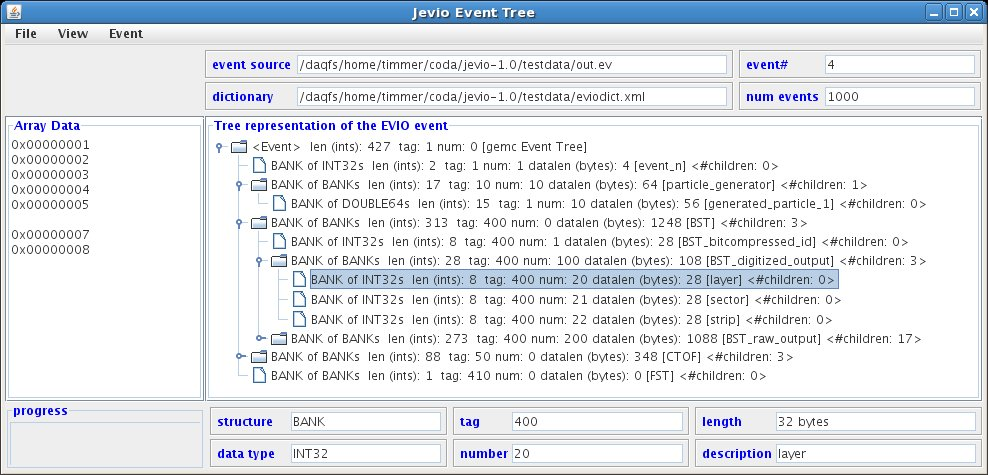 Jevio Event Tree
File View Event
event source /daqfs/home/timmer/coda/jevio-1.0/testdata/out.ev event# 4
dictionary /daqfs/home/timmer/coda/jevio-1.0/testdata/eviodict.xml num events 1000
Array Data
0x00000001
0x00000002
0x00000003
0x00000004
0x00000005
0x00000007
0x00000008
Tree representation of the EVIO event
<Event> len (ints): 427 tag: 1 num: 0 [gemc Event Tree]
BANK of INT32s len (ints): 2 tag: 1 num: 1 datalen (bytes): 4 [event_n] <#children: 0>
BANK of BANKs len (ints): 17 tag: 10 num: 10 datalen (bytes): 64 [particle_generator] <#children: 1>
BANK of DOUBLE64s len (ints): 15 tag: 1 num: 10 datalen (bytes): 56 [generated_particle_1] <#children: 0>
BANK of BANKs len (ints): 313 tag: 400 num: 0 datalen (bytes): 1248 [BST] <#children: 3>
BANK of INT32s len (ints): 8 tag: 400 num: 1 datalen (bytes): 28 [BST_bitcompressed_id] <#children: 0>
BANK of BANKs len (ints): 28 tag: 400 num: 100 datalen (bytes): 108 [BST_digitized_output] <#children: 3>
BANK of INT32s len (ints): 8 tag: 400 num: 20 datalen (bytes): 28 [layer] <#children: 0>
BANK of INT32s len (ints): 8 tag: 400 num: 21 datalen (bytes): 28 [sector] <#children: 0>
BANK of INT32s len (ints): 8 tag: 400 num: 22 datalen (bytes): 28 [strip] <#children: 0>
BANK of BANKs len (ints): 273 tag: 400 num: 200 datalen (bytes): 1088 [BST_raw_output] <#children: 17>
BANK of BANKs len (ints): 88 tag: 50 num: 0 datalen (bytes): 348 [CTOF] <#children: 3>
BANK of BANKs len (ints): 1 tag: 410 num: 0 datalen (bytes): 0 [FST] <#children: 0>
progress
structure BANK tag 400 length 32 bytes
data type INT32 number 20 description layer